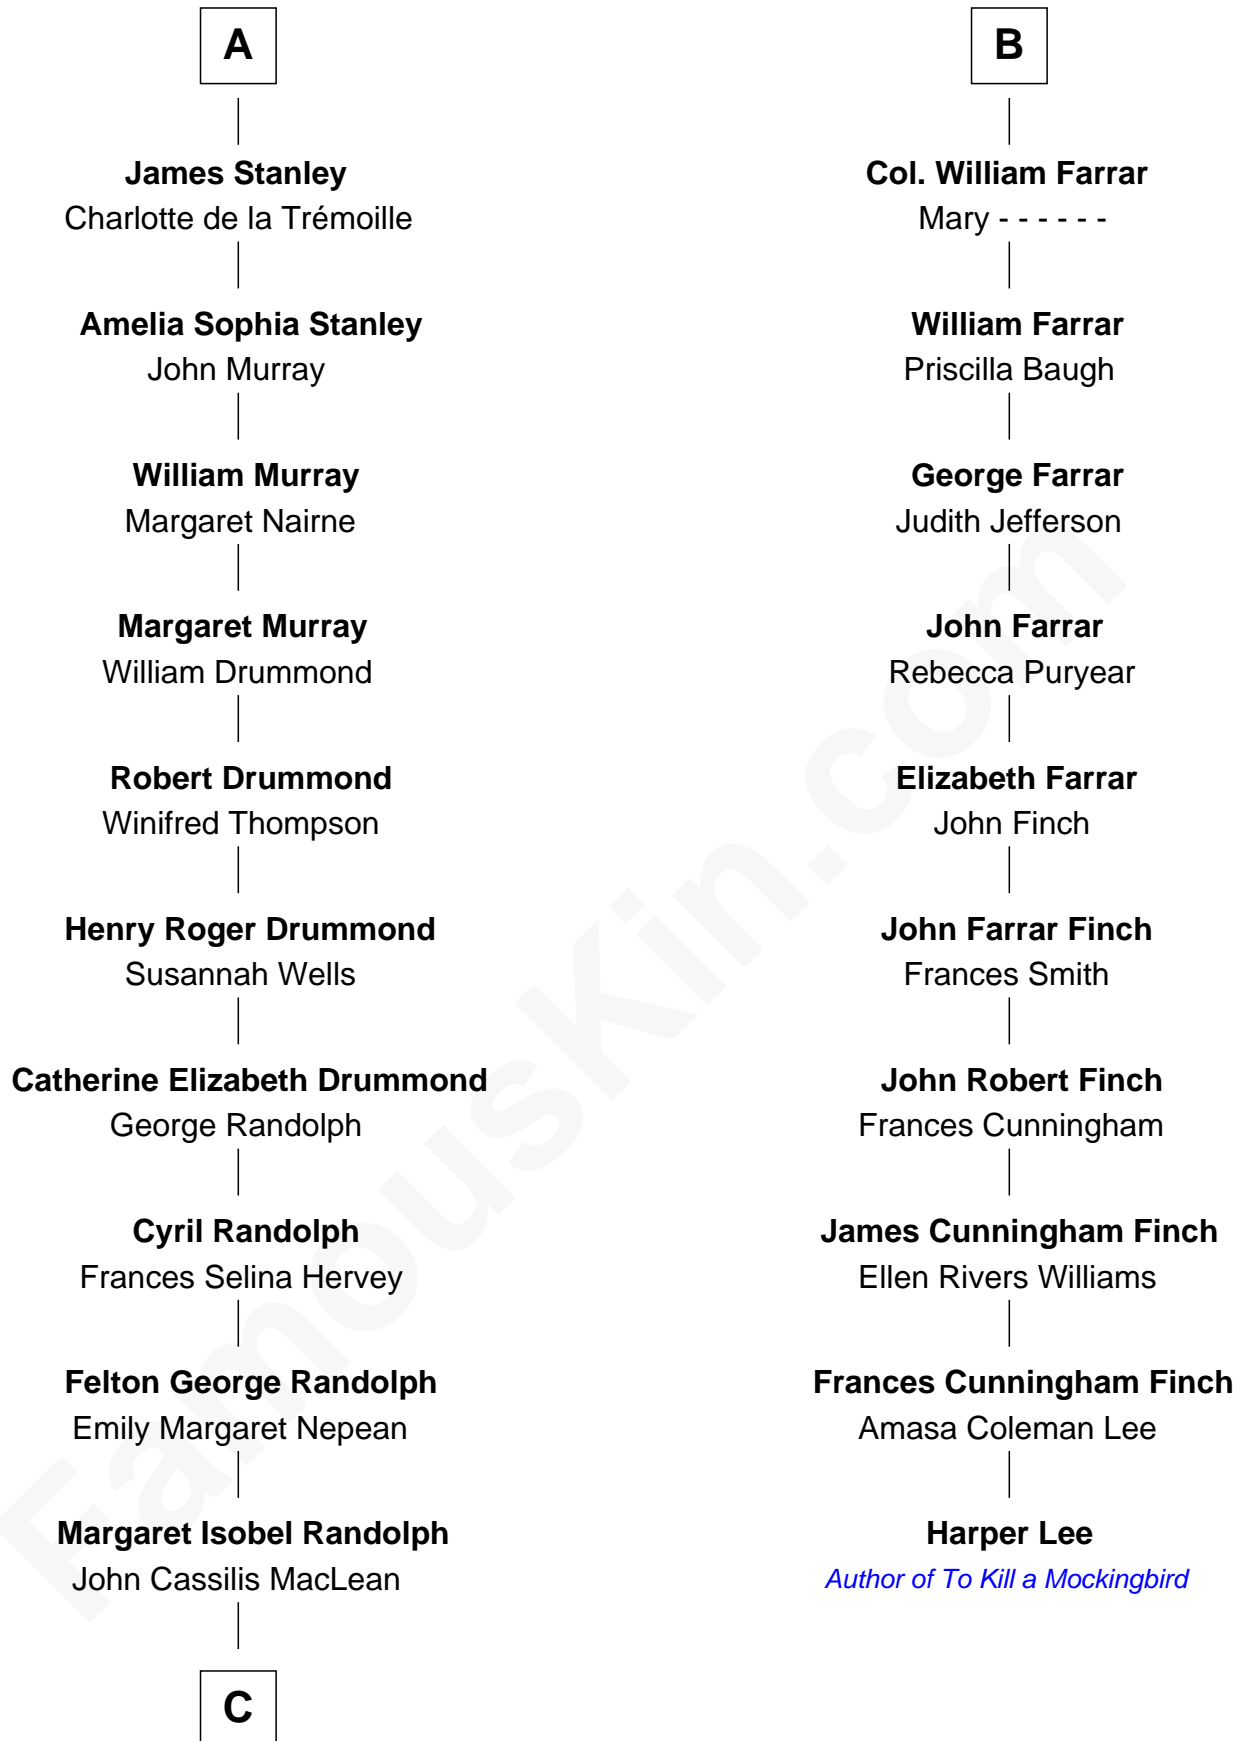 A
James Stanley
Charlotte de la Trémoille
Amelia Sophia Stanley
John Murray
William Murray
Margaret Nairne
Margaret Murray
William Drummond
Robert Drummond
Winifred Thompson
Henry Roger Drummond
Susannah Wells
Catherine Elizabeth Drummond
George Randolph
Cyril Randolph
Frances Selina Hervey
Felton George Randolph
Emily Margaret Nepean
Margaret Isobel Randolph
John Cassilis MacLean
C
B
Col. William Farrar
Mary - - - - - -
William Farrar
Priscilla Baugh
George Farrar
Judith Jefferson
John Farrar
Rebecca Puryear
Elizabeth Farrar
John Finch
John Farrar Finch
Frances Smith
John Robert Finch
Frances Cunningham
James Cunningham Finch
Ellen Rivers Williams
Frances Cunningham Finch
Amasa Coleman Lee
Harper Lee
Author of To Kill a Mockingbird
FamousKin.com